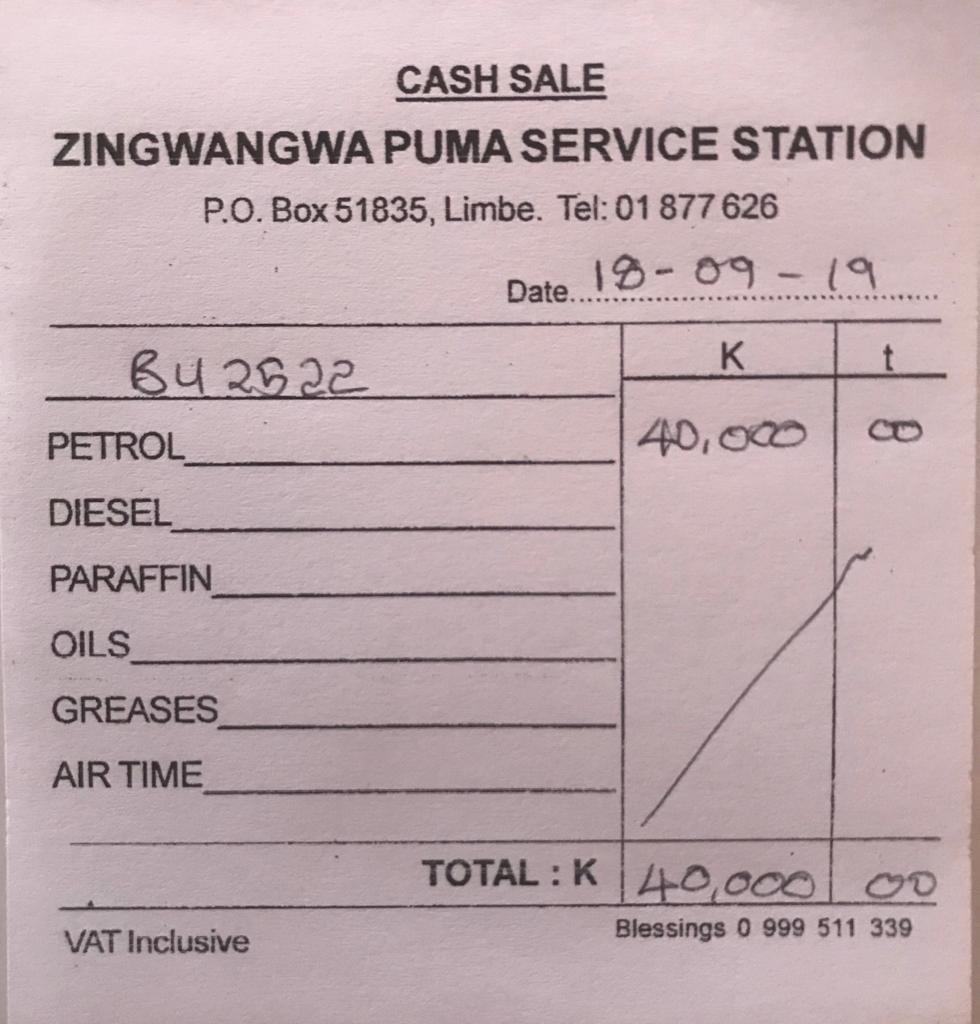 CASH SALE
ZINGWANGWA PUMA SERVICE STATION
P.O. Box 51835, Limbe. Tel: 01 877 626
Date 18-09-19
K t
BU 2522
PETROL 40,000 00
DIESEL
PARAFFIN
OILS
GREASES
AIR TIME
TOTAL : K 40,000 00
VAT Inclusive
Blessings 0 999 511 339